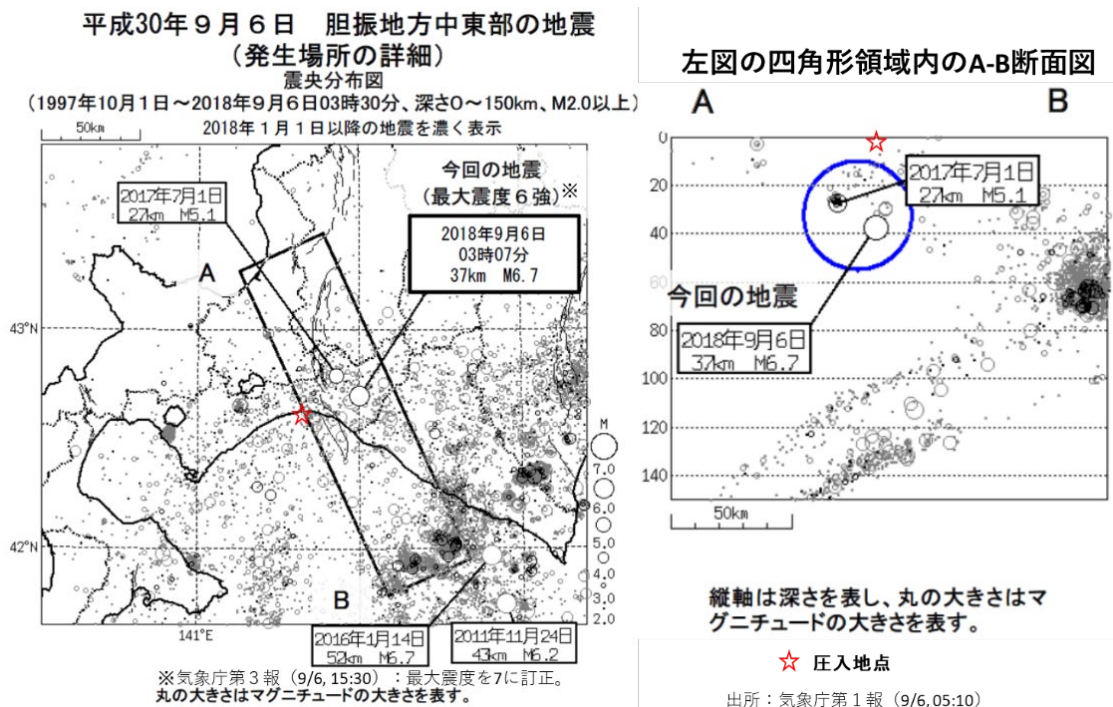 平成30年9月6日　胆振地方中東部の地震
(発生場所の詳細)
震央分布図
(1997年10月1日～2018年9月6日03時30分、深さ0～150km、M2.0以上)
2018年1月1日以降の地震を濃く表示
50km
今回の地震
(最大震度６強)※
2017年7月1日
27km M5.1
2018年9月6日
03時07分
37km M6.7
A
43°N
42°N
141°E
B
M
7.0
6.0
5.0
4.0
3.0
2.0
2016年1月14日
52km M6.7
2011年11月24日
43km M6.2
※気象庁第３報（9/6, 15:30）：最大震度を7に訂正。
丸の大きさはマグニチュードの大きさを表す。
左図の四角形領域内のA-B断面図
A
B
0
20
40
60
80
100
120
140
2017年7月1日
27km M5.1
今回の地震
2018年9月6日
37km M6.7
50km
縦軸は深さを表し、丸の大きさはマ
グニチュードの大きさを表す。
☆ 圧入地点
出所：気象庁第１報（9/6, 05:10）